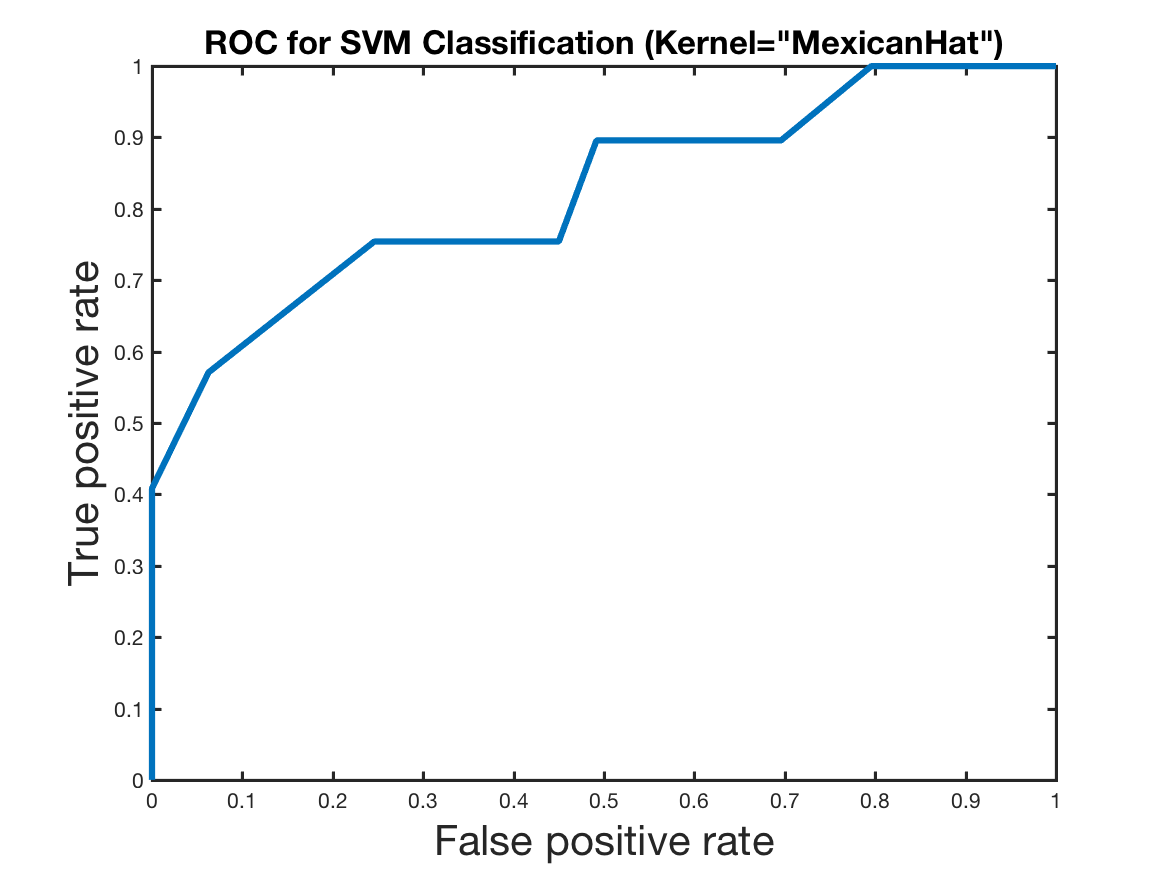 ROC for SVM Classification (Kernel="MexicanHat")
1
0.9
0.8
0.7
0.6
0.5
0.4
0.3
0.2
0.1
0
True positive rate
0 0.1 0.2 0.3 0.4 0.5 0.6 0.7 0.8 0.9 1
False positive rate